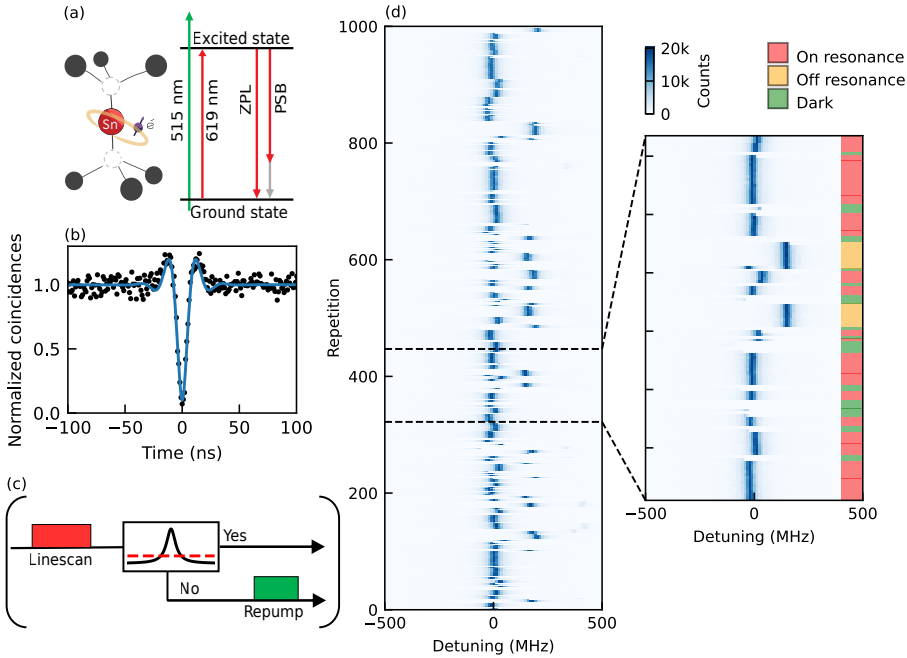 (a)
Excited state
515 nm
619 nm
ZPL
PSB
Sn
Ground state
(b)
Normalized coincidences
1.0
0.5
0.0
−100
−50
0
50
100
Time (ns)
(c)
Linescan
Yes
No
Repump
(d)
Repetition
1000
800
600
400
200
0
−500
0
500
Detuning (MHz)
20k
10k
0
Counts
On resonance
Off resonance
Dark
−500
0
500
Detuning (MHz)